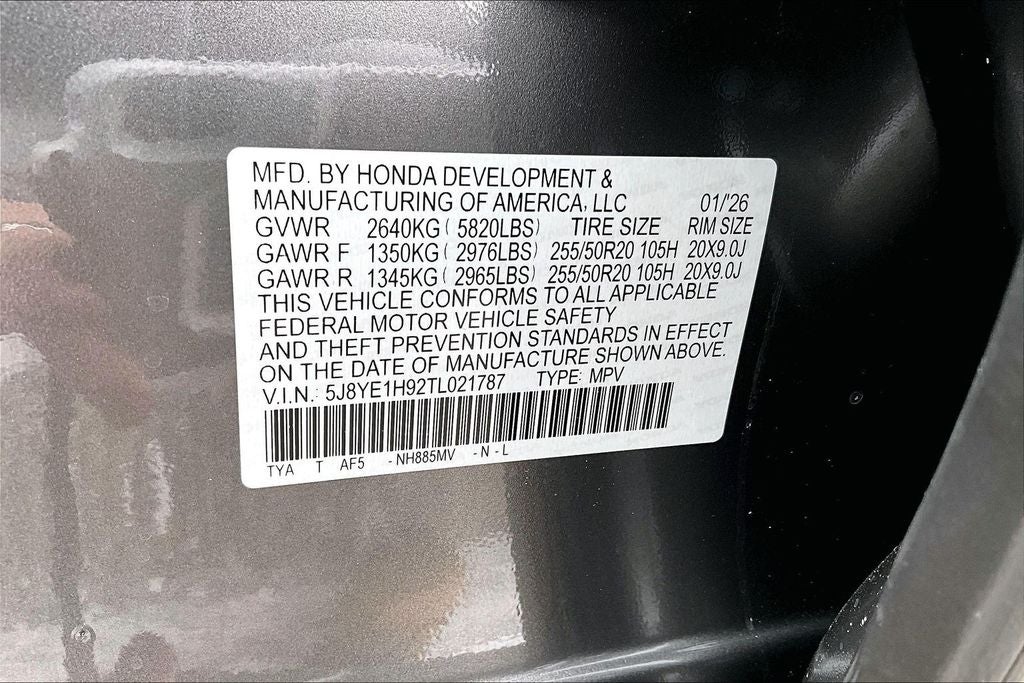 MFD. BY HONDA DEVELOPMENT &
MANUFACTURING OF AMERICA, LLC 01/'26
GVWR 2640KG ( 5820LBS) TIRE SIZE RIM SIZE
GAWR F 1350KG ( 2976LBS) 255/50R20 105H 20X9.0J
GAWR R 1345KG ( 2965LBS) 255/50R20 105H 20X9.0J
THIS VEHICLE CONFORMS TO ALL APPLICABLE
FEDERAL MOTOR VEHICLE SAFETY
AND THEFT PREVENTION STANDARDS IN EFFECT
ON THE DATE OF MANUFACTURE SHOWN ABOVE.
V.I.N.: 5J8YE1H92TL021787 TYPE: MPV
TYA T AF5 - NH885MV - N - L